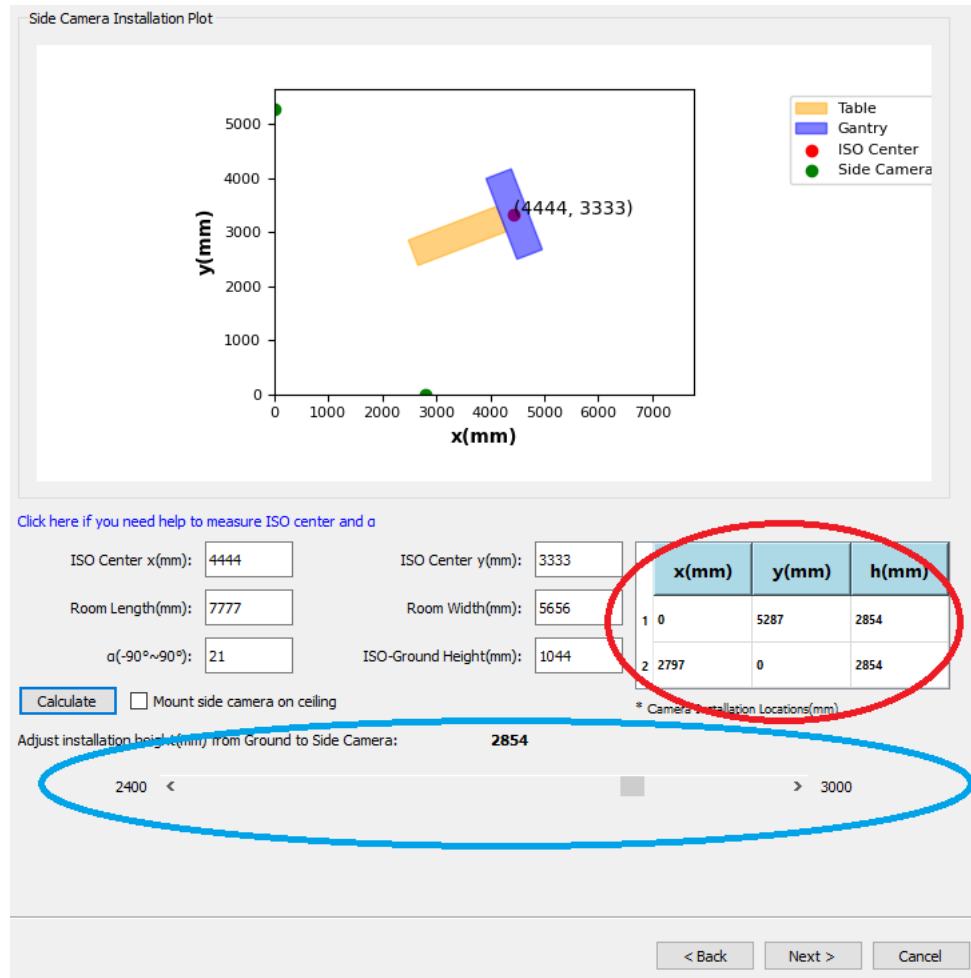 Side Camera Installation Plot
Table
Gantry
ISO Center
Side Camera
5000
4000
3000
2000
1000
0
y(mm)
(4444, 3333)
0 1000 2000 3000 4000 5000 6000 7000
x(mm)
Click here if you need help to measure ISO center and α
ISO Center x(mm): 4444 ISO Center y(mm): 3333
Room Length(mm): 7777 Room Width(mm): 5656
α(-90°~90°): 21 ISO-Ground Height(mm): 1044
x(mm) y(mm) h(mm)
1 0 5287 2854
2 2797 0 2854
* Camera Installation Locations(mm)
Calculate Mount side camera on ceiling
Adjust installation height(mm) from Ground to Side Camera: 2854
2400 < > 3000
< Back Next > Cancel